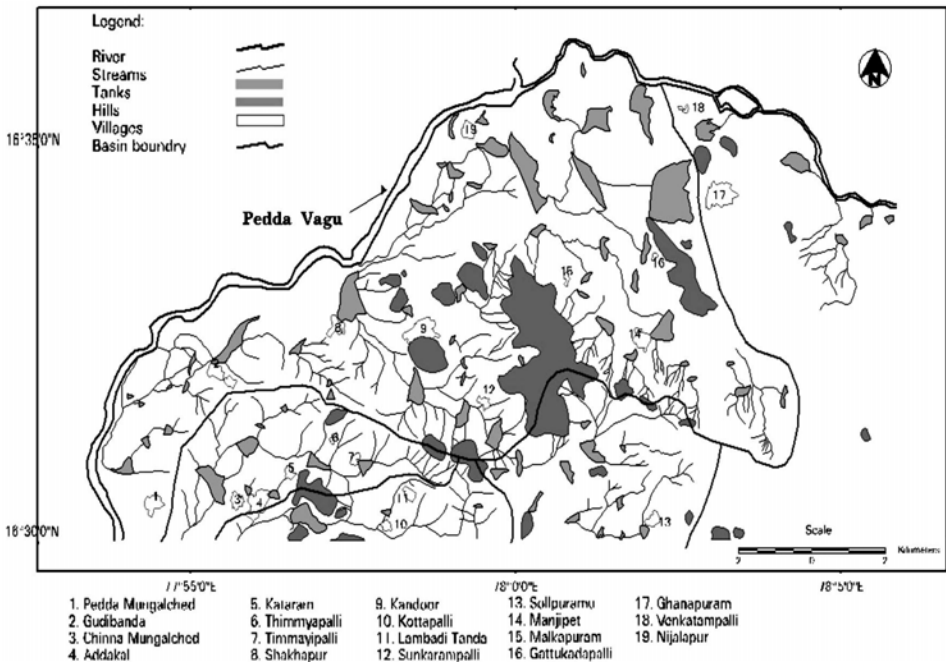 Legend:
River
Streams
Tanks
Hills
Villages
Basin boundry
N
16°35'0"N
Pedda Vagu
18
19
17
16
16
8
9
14
2
12
6
7
5
1
3
4
11
10
13
16°30'0"N
Scale
2 0 2 Kilometers
77°55'0"E 78°0'0"E 78°5'0"E
1. Pedda Mungalched 5. Kataram 9. Kandoor 13. Sollpuramu 17. Ghanapuram
2. Gudibanda 6. Thimmyapalli 10. Kottapalli 14. Manjipet 18. Venkatampalli
3. Chinna Mungalched 7. Timmayipalli 11. Lambadi Tanda 15. Malkapuram 19. Nijalapur
4. Addakal 8. Shakhapur 12. Sunkarampalli 16. Gattukadapalli